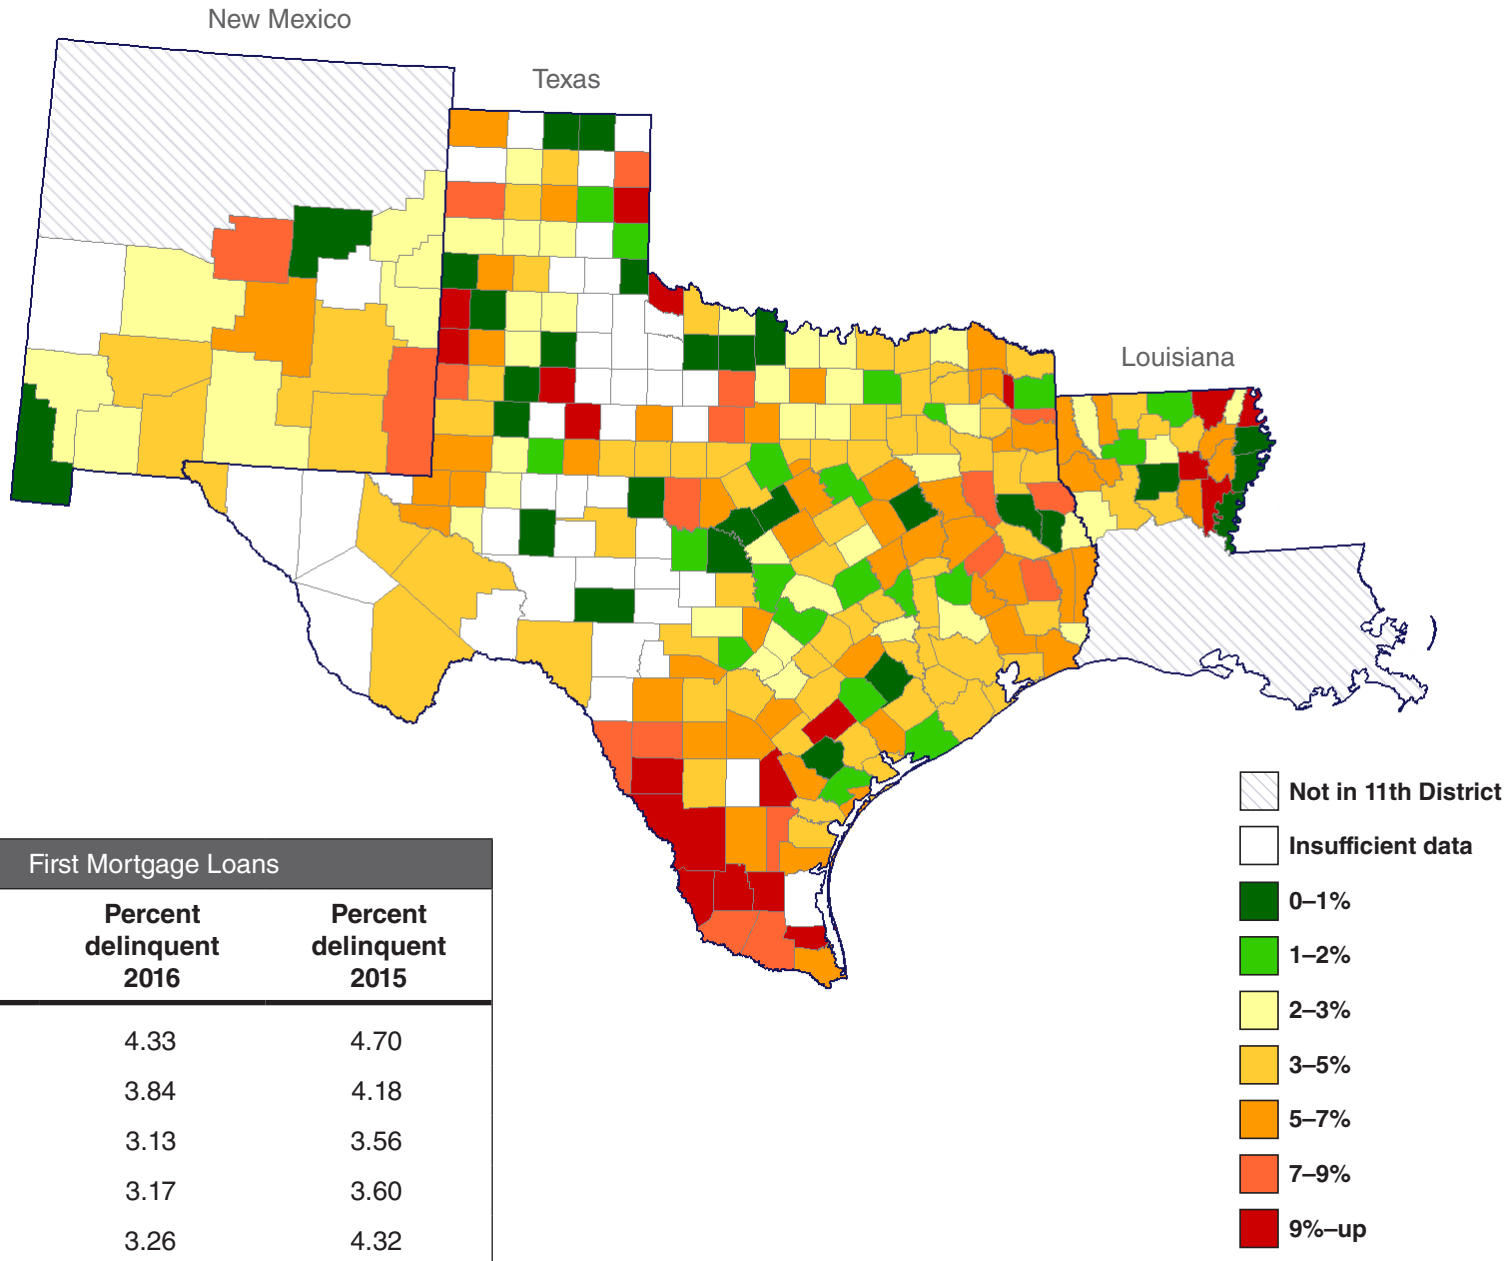 New Mexico
Texas
Louisiana
Not in 11th District
Insufficient data
0–1%
1–2%
2–3%
3–5%
5–7%
7–9%
9%–up
First Mortgage Loans
Percent delinquent 2016
Percent delinquent 2015
4.33 4.70
3.84 4.18
3.13 3.56
3.17 3.60
3.26 4.32